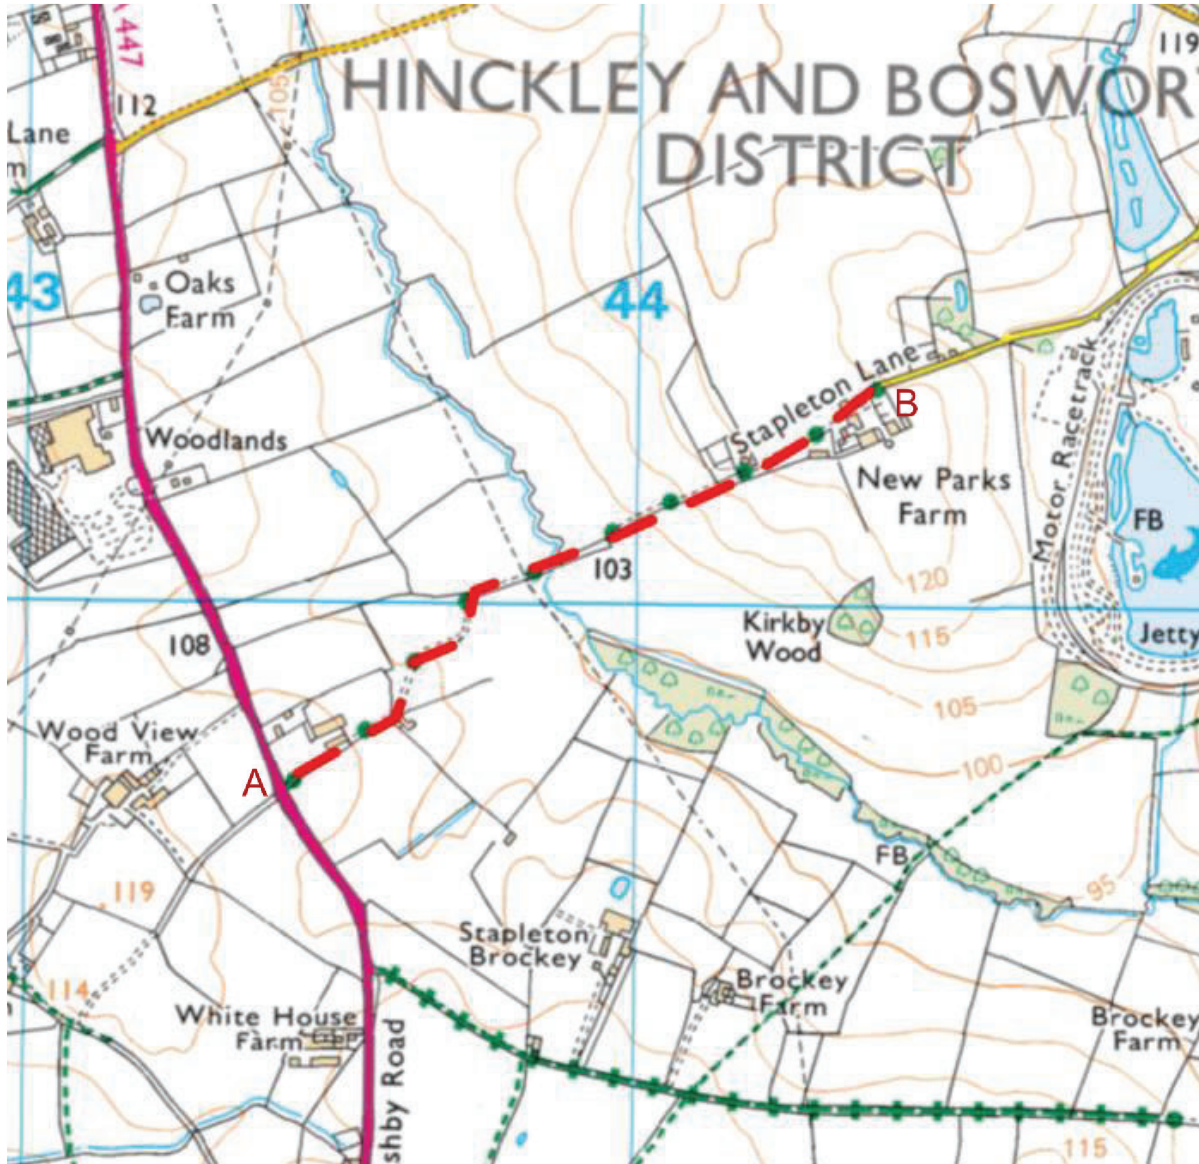 A447
119
112
HINCKLEY AND BOSWOR
DISTRICT
105
Lane
m
43
Oaks
Farm
44
Stapleton Lane
B
Motor Racetrack
Woodlands
New Parks
Farm
FB
103
120
Kirkby
Wood
115
Jetty
108
105
Wood View
Farm
A
100
FB
95
119
Stapleton
Brockey
114
Brockey
Farm
White House
Farm
Brockey
Farm
shby Road
115